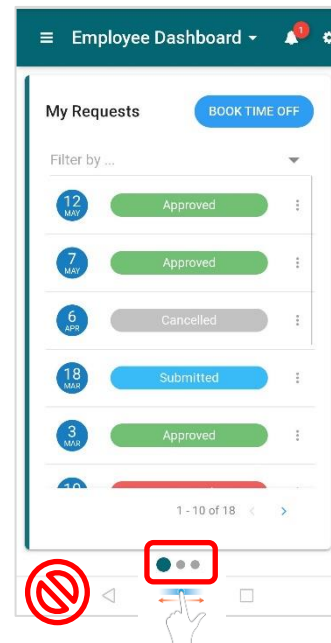 Employee Dashboard
1
My Requests
BOOK TIME OFF
Filter by ...
12
MAY
Approved
7
MAY
Approved
6
APR
Cancelled
18
MAR
Submitted
3
MAR
Approved
1 - 10 of 18